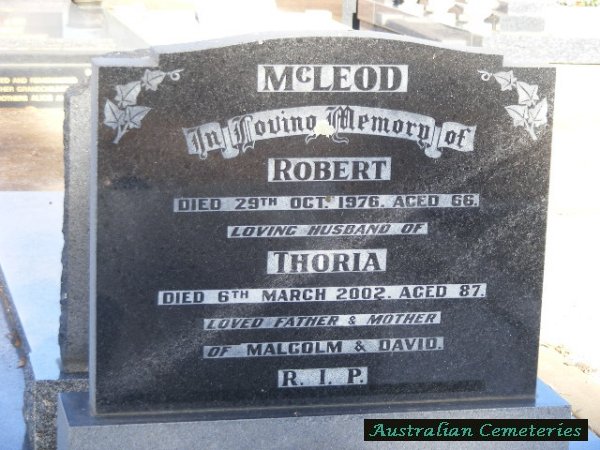 McLEOD
In Loving Memory of
ROBERT
DIED 29TH OCT. 1976. AGED 66.
LOVING HUSBAND OF
THORIA
DIED 6TH MARCH 2002. AGED 87.
LOVED FATHER & MOTHER
OF MALCOLM & DAVID.
R. I. P.
Australian Cemeteries